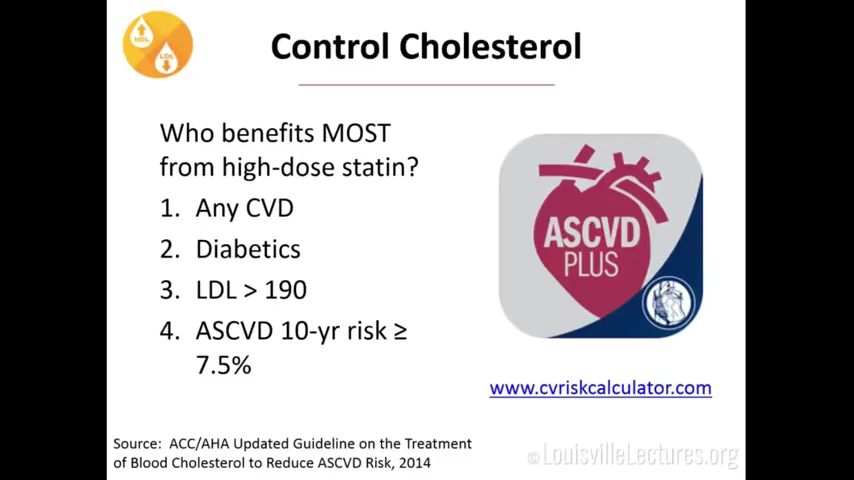 HDL
LDL
Control Cholesterol
Who benefits MOST
from high-dose statin?
1. Any CVD
2. Diabetics
3. LDL > 190
4. ASCVD 10-yr risk ≥
7.5%
ASCVD
PLUS
www.cvriskcalculator.com
Source: ACC/AHA Updated Guideline on the Treatment
of Blood Cholesterol to Reduce ASCVD Risk, 2014
©LouisvilleLectures.org